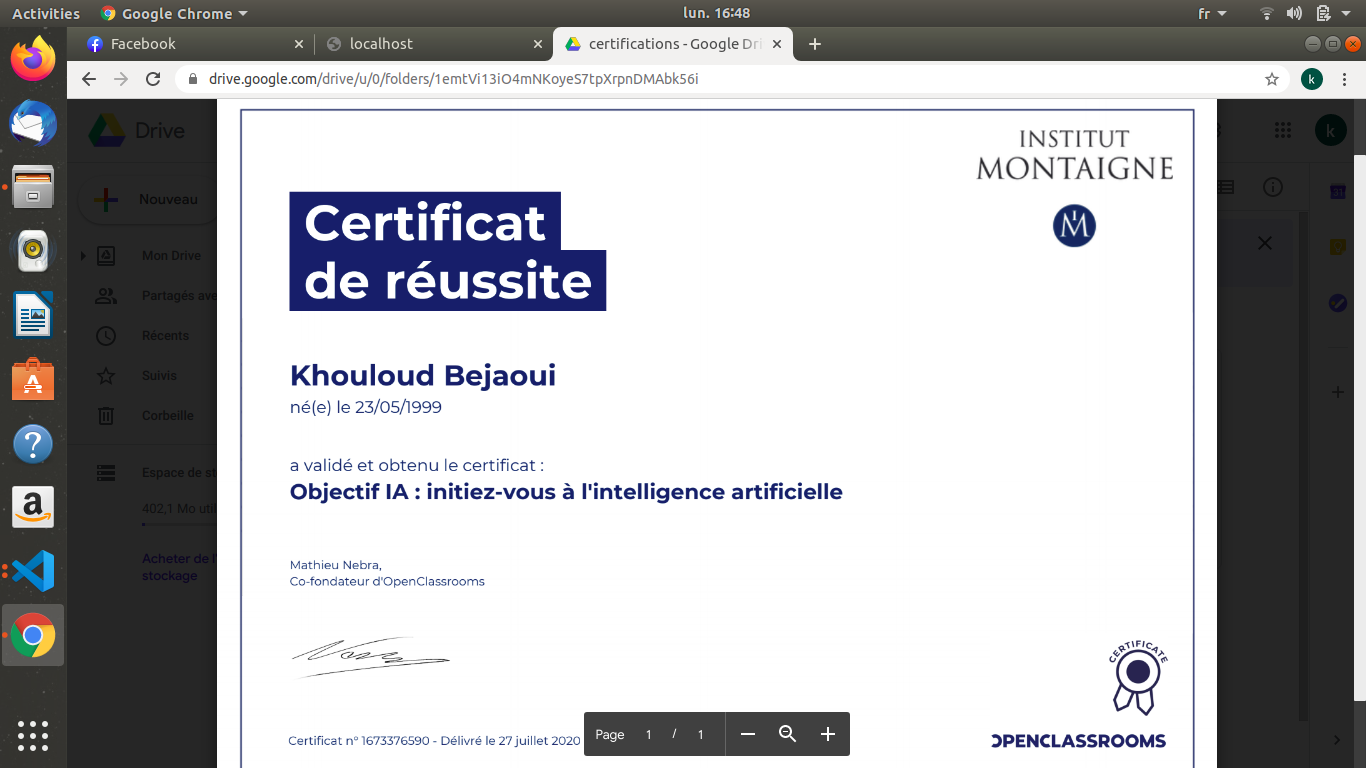 Activities
Google Chrome
lun. 16:48
fr
Facebook
localhost
certifications - Google Dri
drive.google.com/drive/u/0/folders/1emtVi13iO4mNKoyeS7tpXrpnDMAbk56i
k
Drive
k
Nouveau
Mon Drive
Partagés ave
Récents
Suivis
Corbeille
Espace de st
402,1 Mo util
Acheter de l'
stockage
INSTITUT
MONTAIGNE
M
Certificat
de réussite
Khouloud Bejaoui
né(e) le 23/05/1999
a validé et obtenu le certificat :
Objectif IA : initiez-vous à l'intelligence artificielle
Mathieu Nebra,
Co-fondateur d'OpenClassrooms
CERTIFICATE
OPENCLASSROOMS
Certificat n° 1673376590 - Délivré le 27 juillet 2020
Page 1 / 1